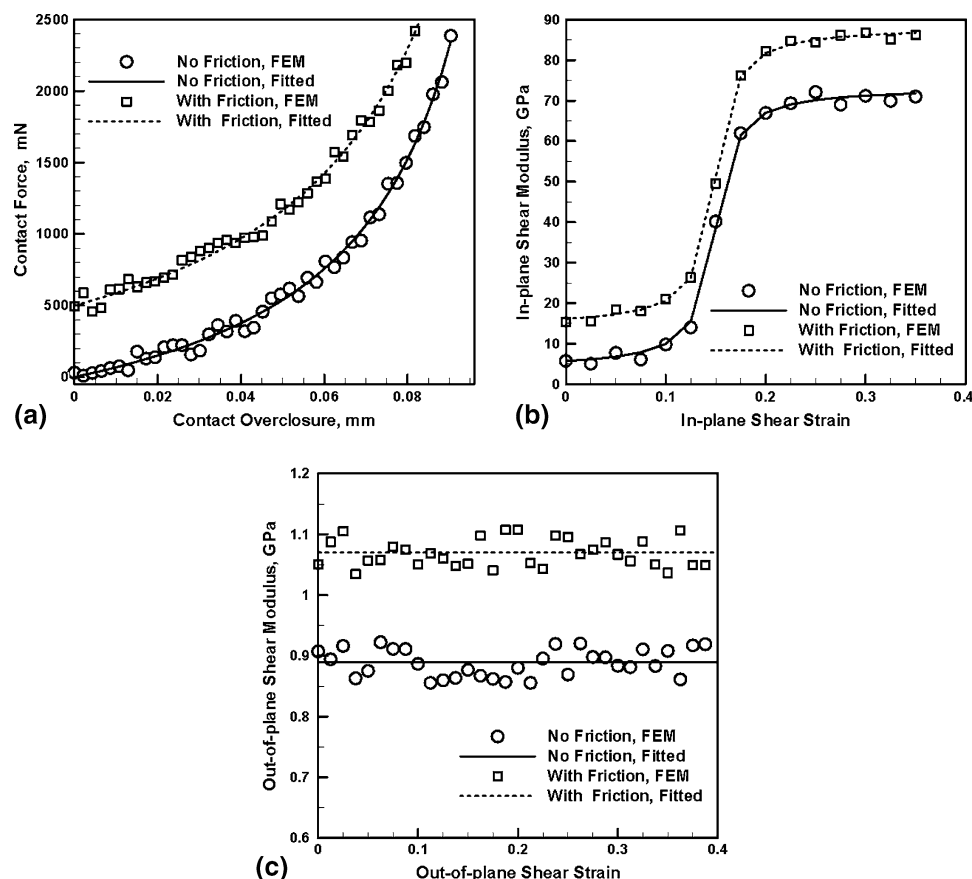 2500
2000
1500
1000
500
0
Contact Force, mN
No Friction, FEM
No Friction, Fitted
With Friction, FEM
With Friction, Fitted
0
0.02
0.04
0.06
0.08
Contact Overclosure, mm
(a)
90
80
70
60
50
40
30
20
10
0
In-plane Shear Modulus, GPa
No Friction, FEM
No Friction, Fitted
With Friction, FEM
With Friction, Fitted
0
0.1
0.2
0.3
In-plane Shear Strain
(b)
1.2
1.1
1
0.9
0.8
0.7
0.6
Out-of-plane Shear Modulus, GPa
No Friction, FEM
No Friction, Fitted
With Friction, FEM
With Friction, Fitted
0
0.1
0.2
0.3
0.4
Out-of-plane Shear Strain
(c)